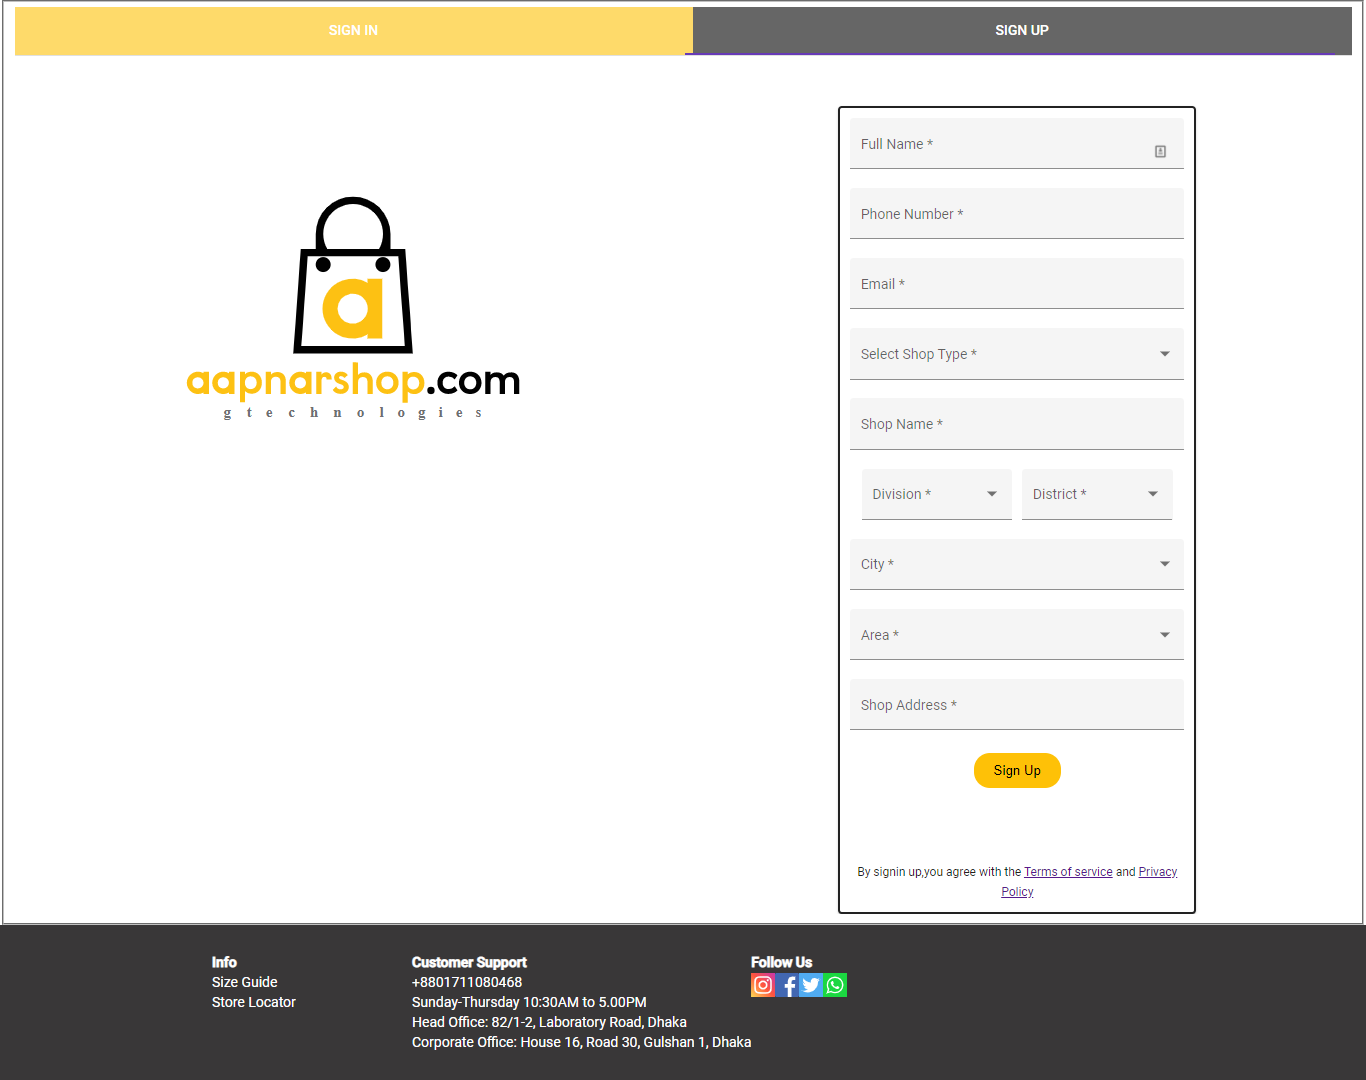 SIGN IN
SIGN UP
a
aapnarshop.com
gtechnologies
Full Name *
Phone Number *
Email *
Select Shop Type *
Shop Name *
Division *
District *
City *
Area *
Shop Address *
Sign Up
By signin up,you agree with the Terms of service and Privacy
Policy
Info
Size Guide
Store Locator
Customer Support
+8801711080468
Sunday-Thursday 10:30AM to 5.00PM
Head Office: 82/1-2, Laboratory Road, Dhaka
Corporate Office: House 16, Road 30, Gulshan 1, Dhaka
Follow Us